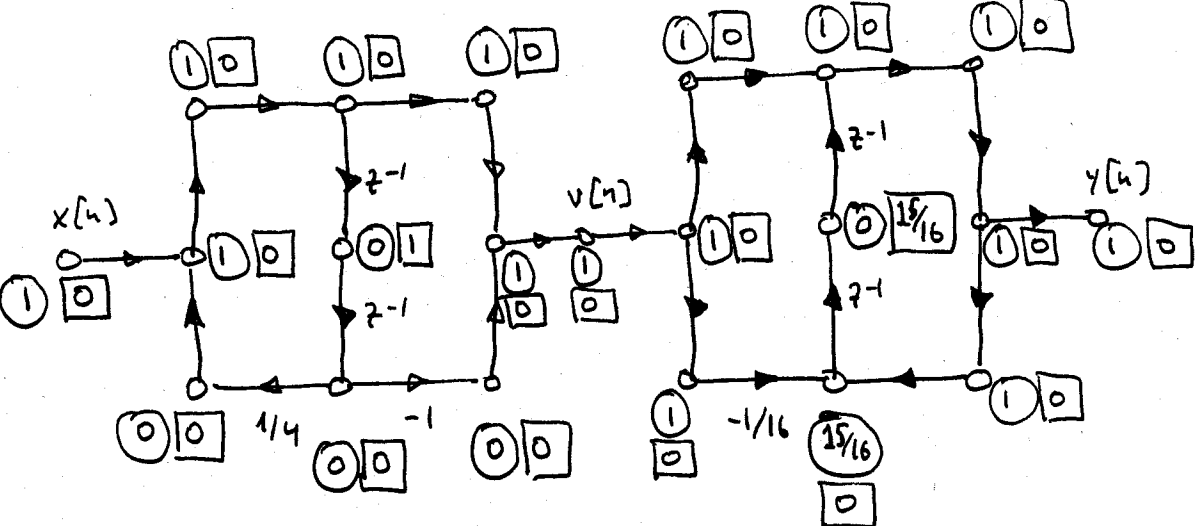 1 0 1 0 1 0 1 0 1 0 1 0
z-1 z-1
x[n] v[n] y[n]
1 0 0 1 1 0 0 15/16 1 0 1 0
1 0 1 0 1 0
z-1 z-1
0 0 1/4 -1 1 -1/16 15/16 1 0
0 0 0 0 0 0